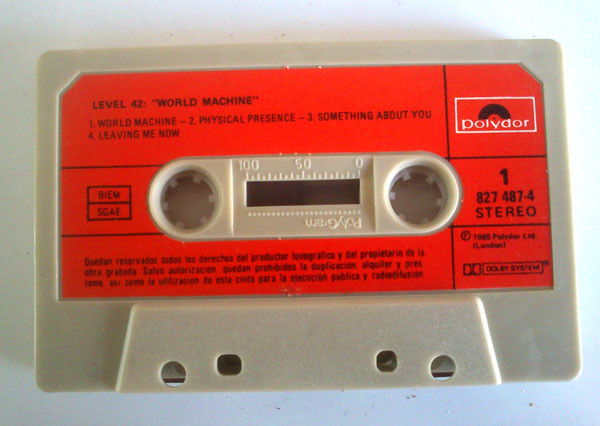 LEVEL 42: "WORLD MACHINE"
1. WORLD MACHINE – 2. PHYSICAL PRESENCE – 3. SOMETHING ABOUT YOU
4. LEAVING ME NOW
polydor
100 50 0
PolyGram
BIEM
SGAE
1
827 487-4
STEREO
Quedan reservados todos los derechos del productor fonográfico y del propietario de la
obra grabada. Salvo autorización, quedan prohibidos la duplicación, alquiler y prés
tamo, así como la utilización de esta cinta para la ejecución pública y radiodifusión
℗ 1985 Polydor Ltd.
(London)
DOLBY SYSTEM